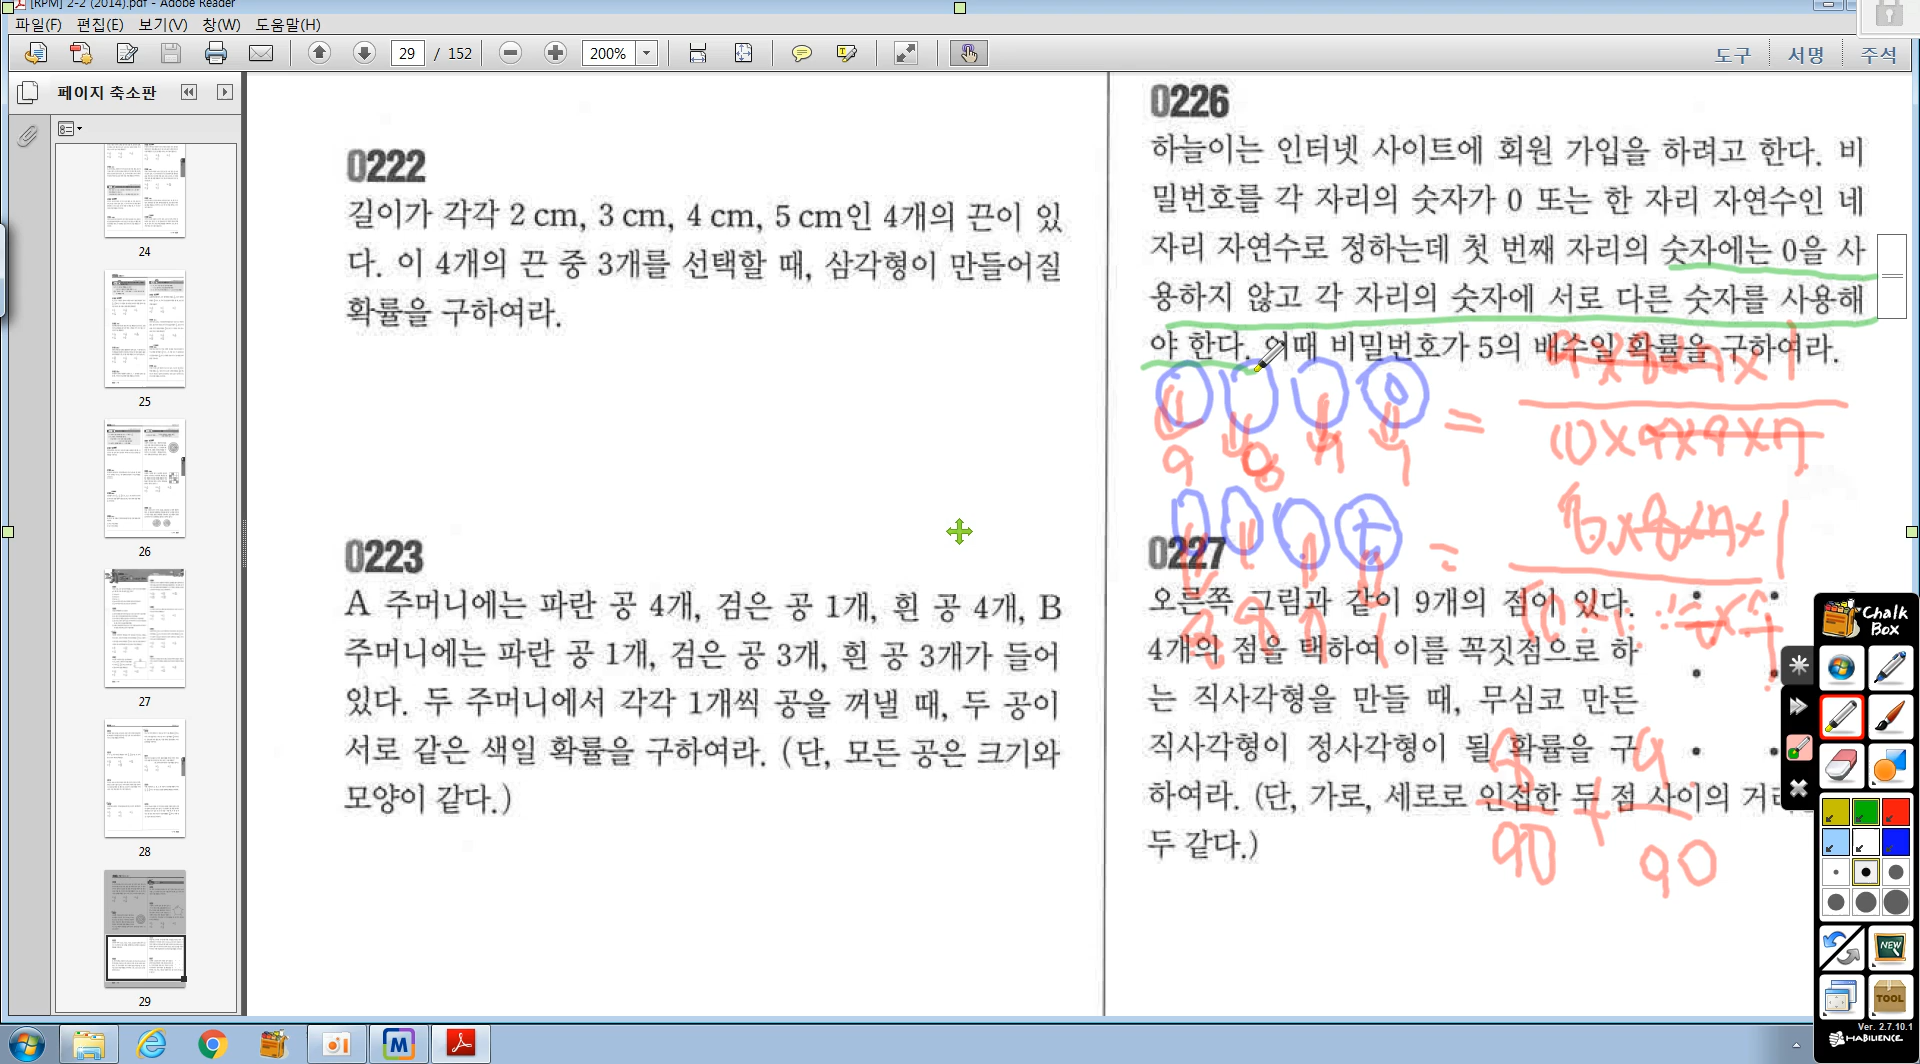 [RPM] 2-2 (2014).pdf - Adobe Reader
파일(F) 편집(E) 보기(V) 창(W) 도움말(H)
29 / 152 200% 도구 서명 주석
페이지 축소판
24
25
26
27
28
29
0222
길이가 각각 2 cm, 3 cm, 4 cm, 5 cm인 4개의 끈이 있
다. 이 4개의 끈 중 3개를 선택할 때, 삼각형이 만들어질
확률을 구하여라.
0223
A 주머니에는 파란 공 4개, 검은 공 1개, 흰 공 4개, B
주머니에는 파란 공 1개, 검은 공 3개, 흰 공 3개가 들어
있다. 두 주머니에서 각각 1개씩 공을 꺼낼 때, 두 공이
서로 같은 색일 확률을 구하여라. (단, 모든 공은 크기와
모양이 같다.)
0226
하늘이는 인터넷 사이트에 회원 가입을 하려고 한다. 비
밀번호를 각 자리의 숫자가 0 또는 한 자리 자연수인 네
자리 자연수로 정하는데 첫 번째 자리의 숫자에는 0을 사
용하지 않고 각 자리의 숫자에 서로 다른 숫자를 사용해
야 한다. 이때 비밀번호가 5의 배수일 확률을 구하여라.
0
=
9 8 7 1
5
=
8 8 7 1
0227
오른쪽 그림과 같이 9개의 점이 있다.
4개의 점을 택하여 이를 꼭짓점으로 하
는 직사각형을 만들 때, 무심코 만든
직사각형이 정사각형이 될 확률을 구
하여라. (단, 가로, 세로로 인접한 두 점 사이의 거리
두 같다.)
8/90 + 9/90
Chalk
Box
NEW
TOOL
Ver. 2.7.10.1
HABILIENCE